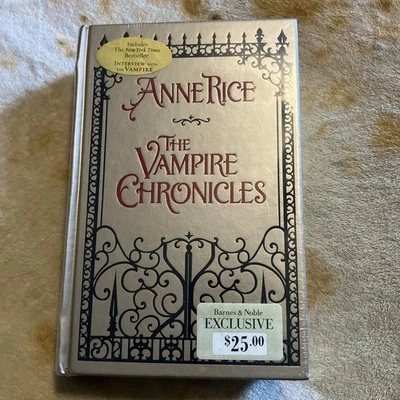 Includes
The New York Times
Bestseller
INTERVIEW WITH
THE VAMPIRE
ANNE RICE
THE
VAMPIRE
CHRONICLES
Barnes & Noble
EXCLUSIVE
$25.00